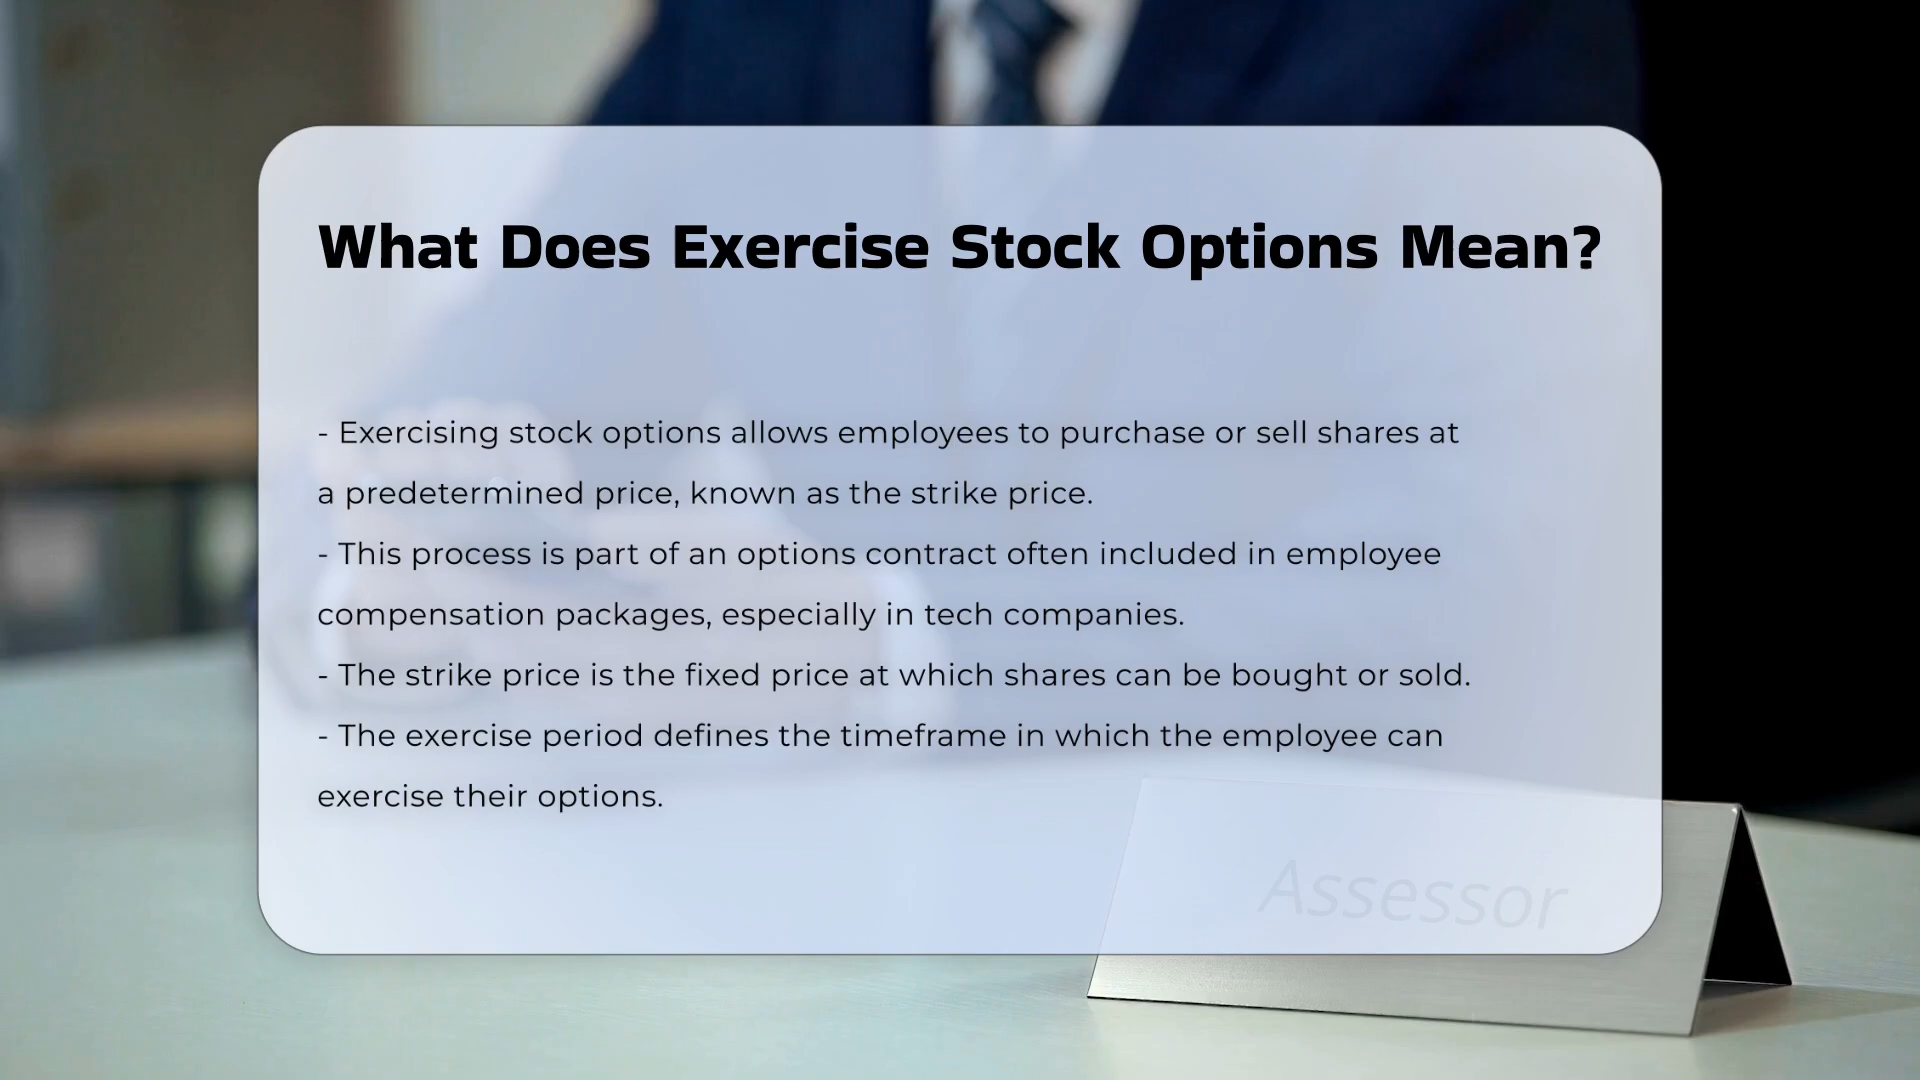 What Does Exercise Stock Options Mean?
- Exercising stock options allows employees to purchase or sell shares at
a predetermined price, known as the strike price.
- This process is part of an options contract often included in employee
compensation packages, especially in tech companies.
- The strike price is the fixed price at which shares can be bought or sold.
- The exercise period defines the timeframe in which the employee can
exercise their options.
Assessor